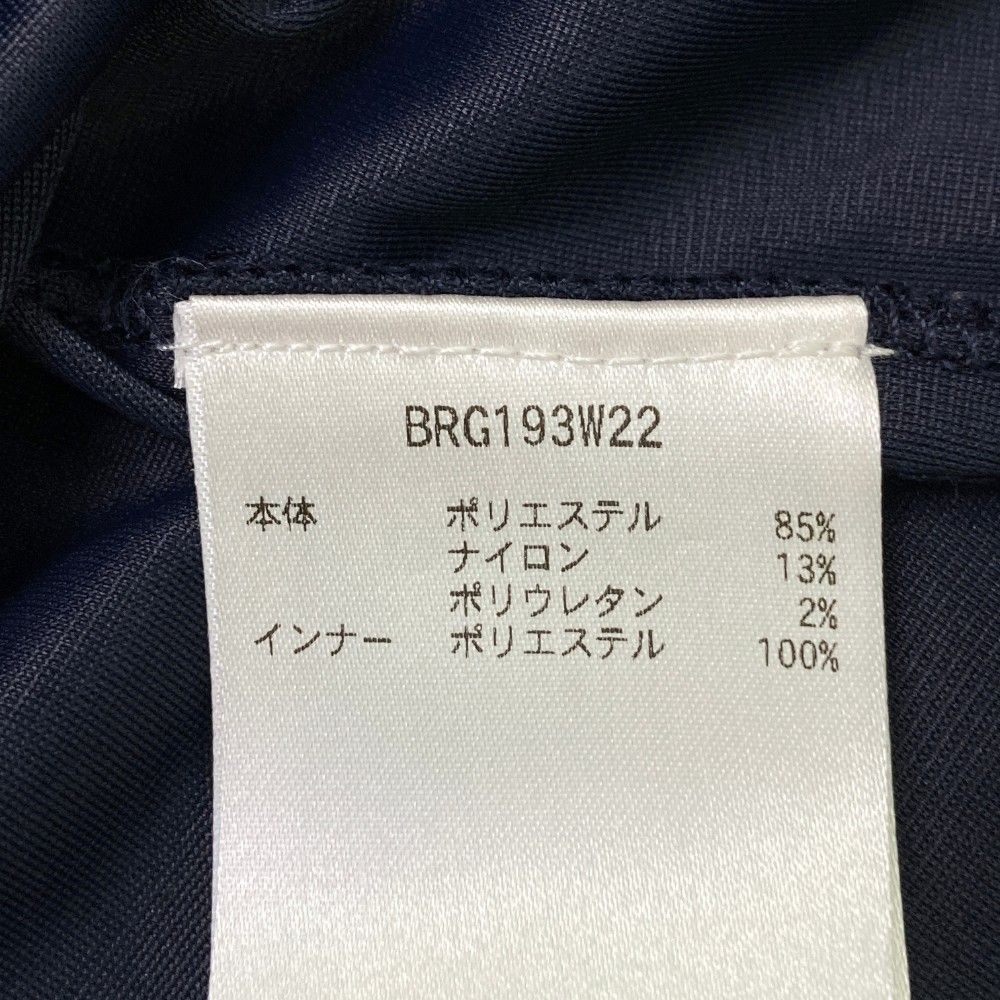 BRG193W22
本体 ポリエステル 85%
ナイロン 13%
ポリウレタン 2%
インナー ポリエステル 100%